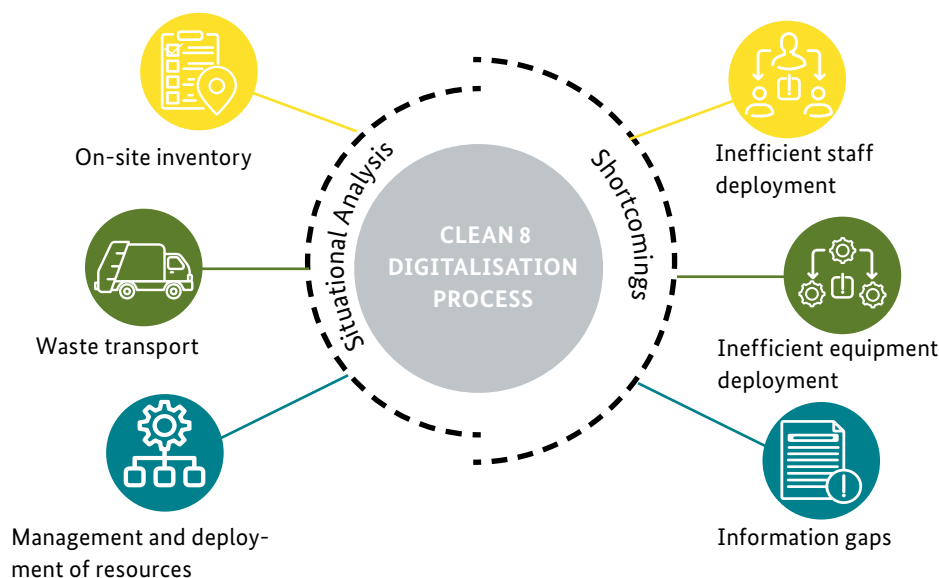 On-site inventory
Waste transport
Management and deploy-
ment of resources
Situational Analysis
CLEAN 8
DIGITALISATION
PROCESS
Shortcomings
Inefficient staff
deployment
Inefficient equipment
deployment
Information gaps